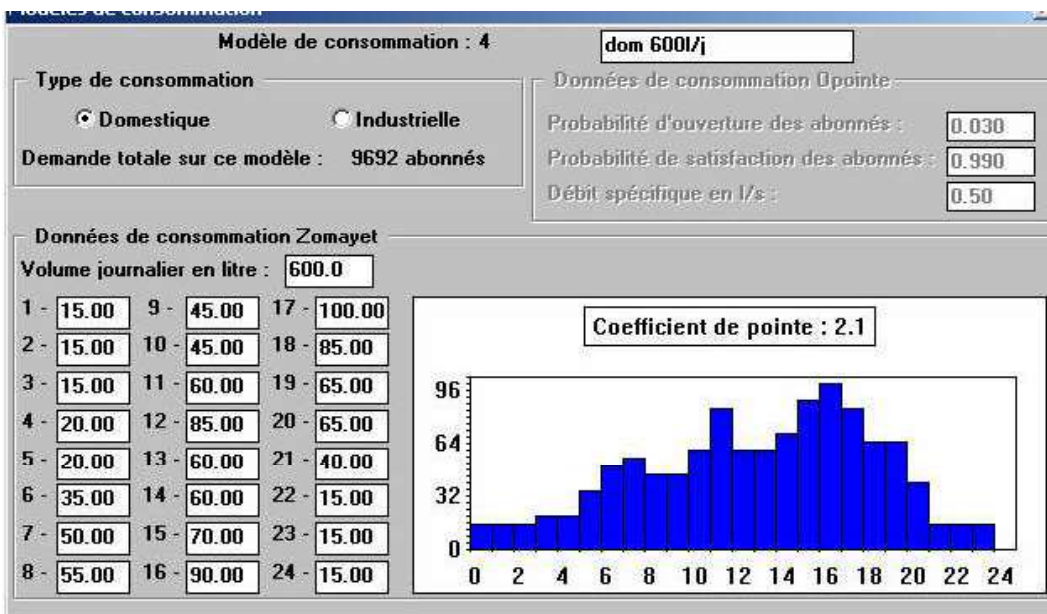 Modèles de consommation
Modèle de consommation : 4 dom 600l/j
Type de consommation
Domestique Industrielle
Demande totale sur ce modèle : 9692 abonnés
Données de consommation Opointe
Probabilité d'ouverture des abonnés : 0.030
Probabilité de satisfaction des abonnés : 0.990
Débit spécifique en l/s : 0.50
Données de consommation Zomayet
Volume journalier en litre : 600.0
1 - 15.00 9 - 45.00 17 - 100.00
2 - 15.00 10 - 45.00 18 - 85.00
3 - 15.00 11 - 60.00 19 - 65.00
4 - 20.00 12 - 85.00 20 - 65.00
5 - 20.00 13 - 60.00 21 - 40.00
6 - 35.00 14 - 60.00 22 - 15.00
7 - 50.00 15 - 70.00 23 - 15.00
8 - 55.00 16 - 90.00 24 - 15.00
Coefficient de pointe : 2.1
96
64
32
0
0 2 4 6 8 10 12 14 16 18 20 22 24